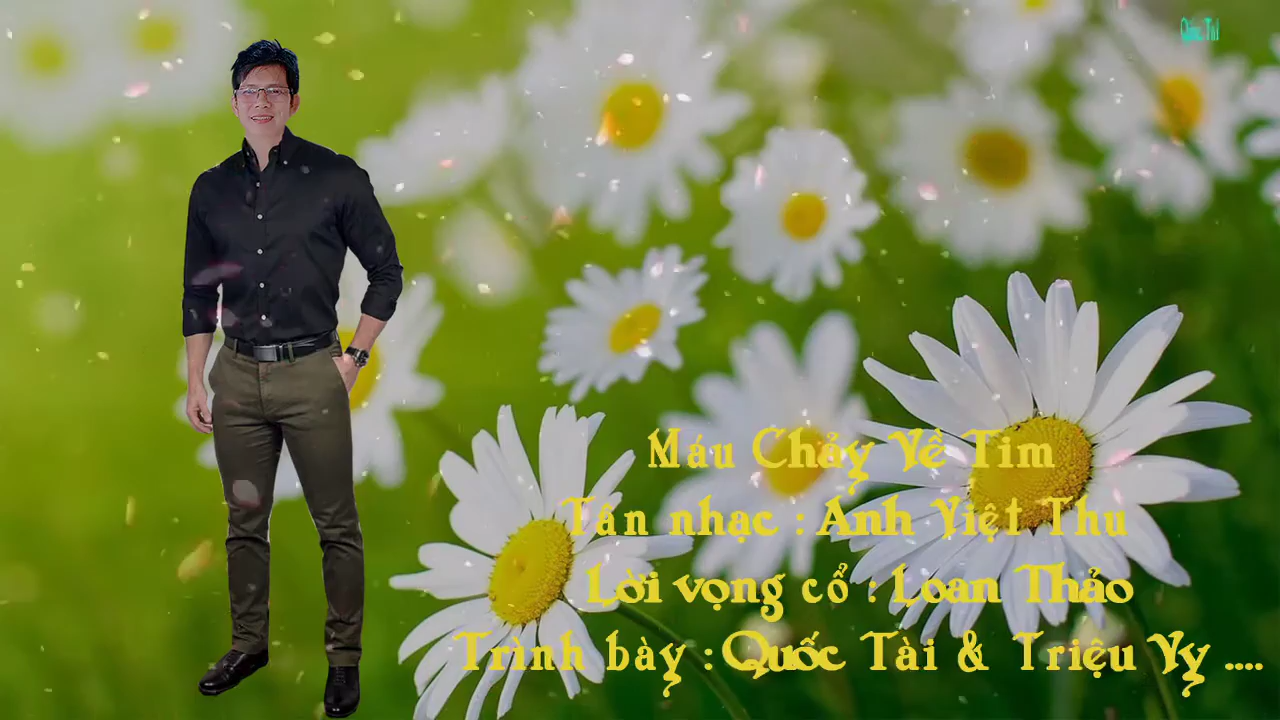 Máu Chảy Về Tim
Tân nhạc : Anh Việt Thu
Lời vọng cổ : Loan Thảo
Trình bày : Quốc Tài & Triệu Vy ....